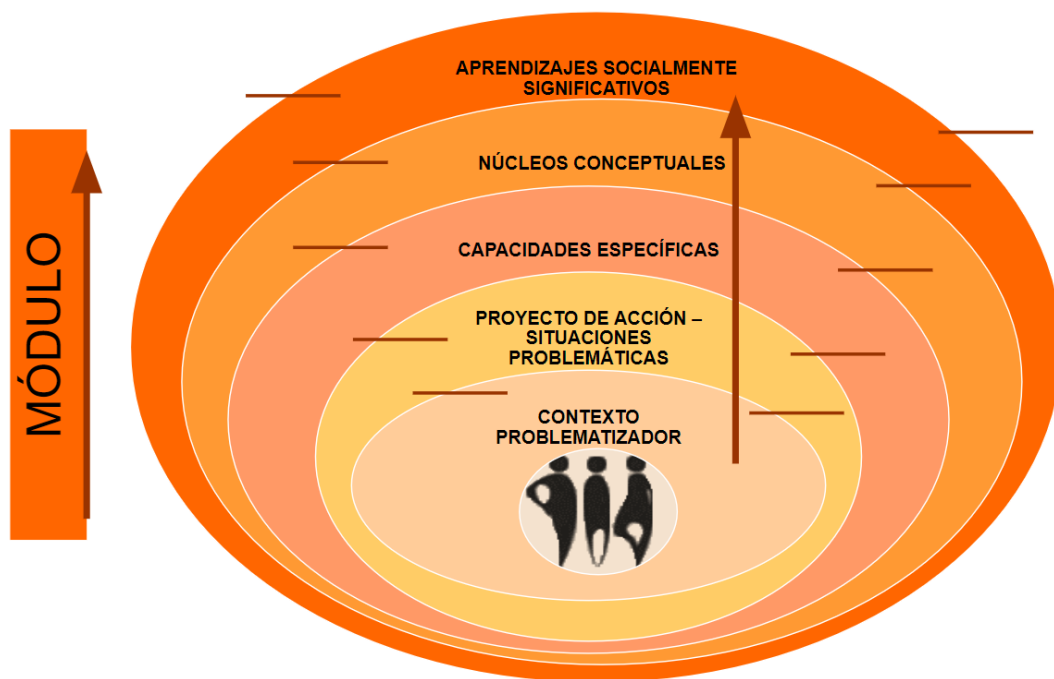 APRENDIZAJES SOCIALMENTE
SIGNIFICATIVOS
NÚCLEOS CONCEPTUALES
CAPACIDADES ESPECÍFICAS
PROYECTO DE ACCIÓN –
SITUACIONES
PROBLEMÁTICAS
CONTEXTO
PROBLEMATIZADOR
MÓDULO